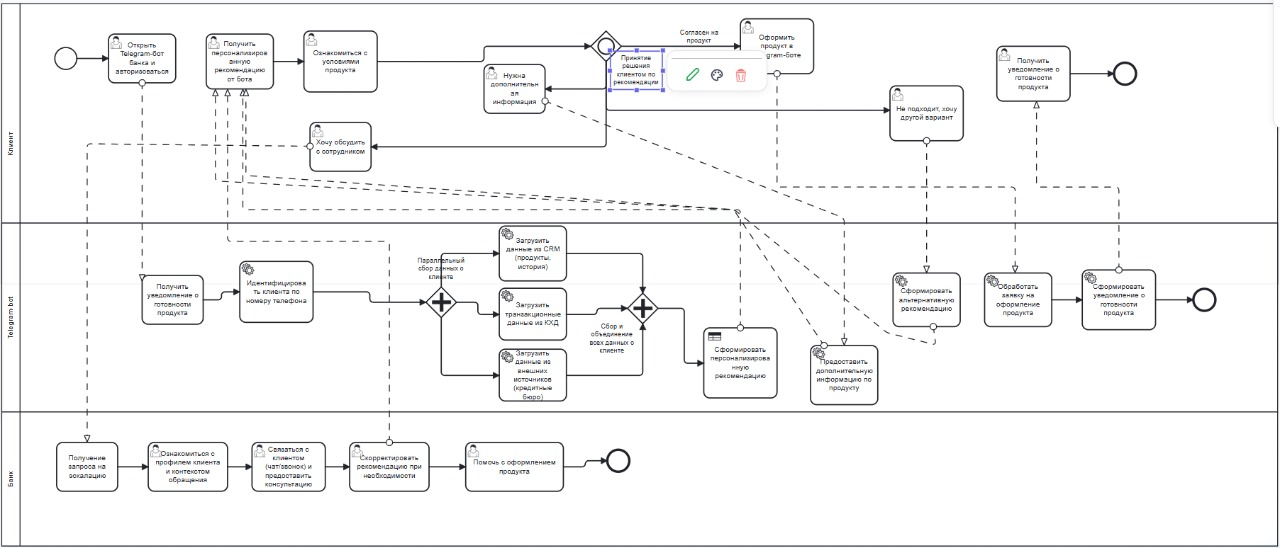 Клиент
Открыть
Telegram-бот
банка и
авторизоваться
Получить
персонализиров
анную
рекомендацию
от бота
Ознакомиться с
условиями
продукта
Нужна
дополнительн
ая
информация
Хочу обсудить
с сотрудником
Принятие
решения
клиентом по
рекомендации
Согласен на
продукт
Оформить
продукт в
gram-боте
Не подходит, хочу
другой вариант
Получить
уведомление о
готовности
продукта
Telegram-bot
Получить
уведомление о
готовности
продукта
Идентифицирова
ть клиента по
номеру телефона
Параллельный
сбор данных о
клиенте
Загрузить
данные из CRM
(продукты,
история)
Загрузить
транзакционные
данные из КХД
Загрузить
данные из
внешних
источников
(кредитные
бюро)
Сбор и
объединение
всех данных о
клиенте
Сформировать
персонализирова
нную
рекомендацию
Предоставить
дополнительную
информацию по
продукту
Сформировать
альтернативную
рекомендацию
Обработать
заявку на
оформление
продукта
Сформировать
уведомление о
готовности
продукта
Банк
Получение
запроса на
эскалацию
Ознакомиться с
профилем клиента
и контекстом
обращения
Связаться с
клиентом
(чат/звонок) и
предоставить
консультацию
Скорректировать
рекомендацию при
необходимости
Помочь с оформлением
продукта